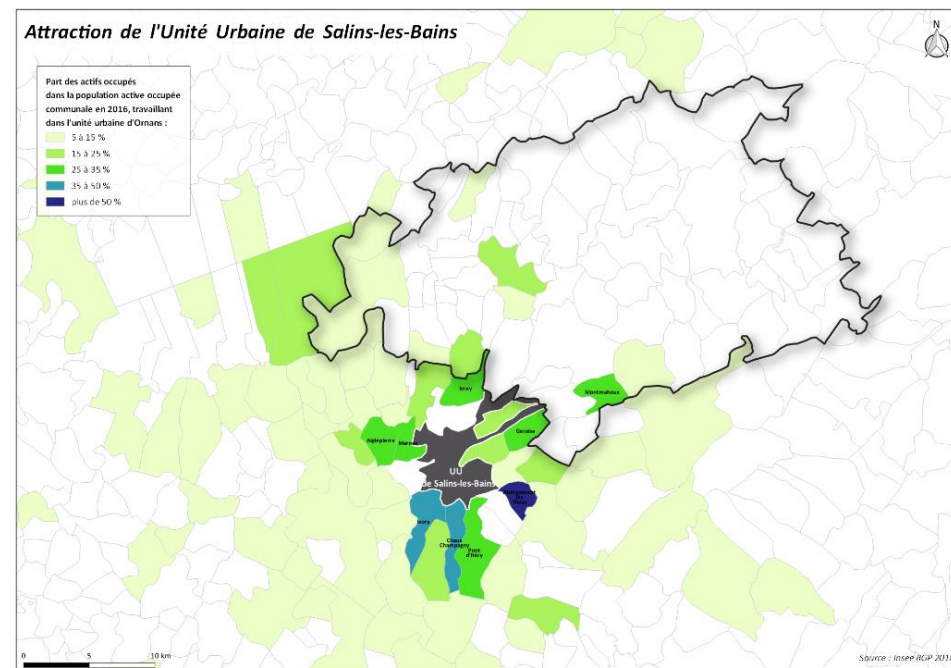 Attraction de l'Unité Urbaine de Salins-les-Bains
N
Part des actifs occupés
dans la population active occupée
communale en 2016, travaillant
dans l'unité urbaine d'Ornans :
5 à 15 %
15 à 25 %
25 à 35 %
35 à 50 %
plus de 50 %
Montmahoux
Aiglepierre
Marnoz
Geraise
UU
de Salins-les-Bains
Ivory
Chaux
Champagny
Pont
d'Héry
0
5
10 km
Source : Insee RGP 2016